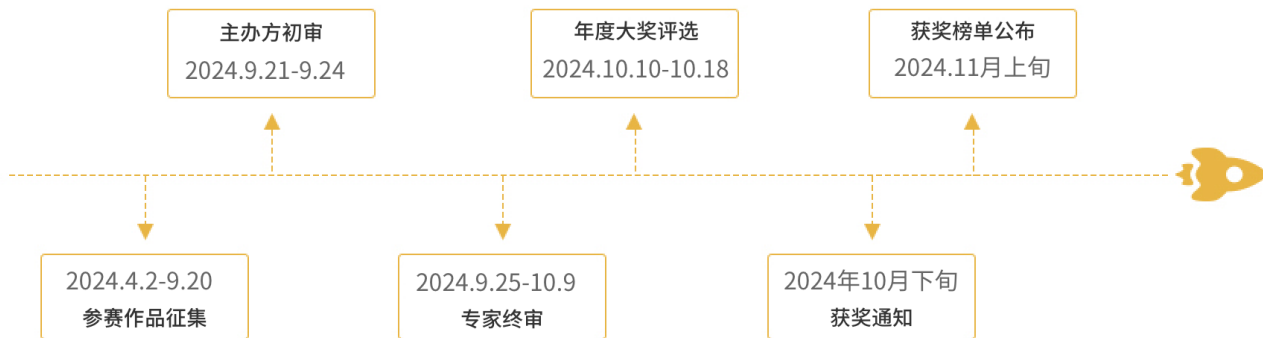 主办方初审
2024.9.21-9.24
年度大奖评选
2024.10.10-10.18
获奖榜单公布
2024.11月上旬
2024.4.2-9.20
参赛作品征集
2024.9.25-10.9
专家终审
2024年10月下旬
获奖通知